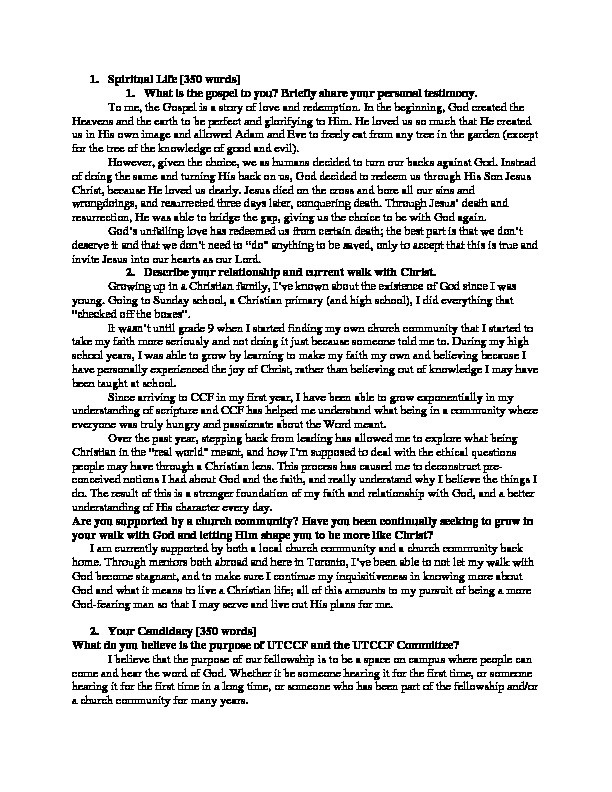 1. Spiritual Life [350 words]
1. What is the gospel to you? Briefly share your personal testimony.
To me, the Gospel is a story of love and redemption. In the beginning, God created the
Heavens and the earth to be perfect and glorifying to Him. He loved us so much that He created
us in His own image and allowed Adam and Eve to freely eat from any tree in the garden (except
for the tree of the knowledge of good and evil).
However, given the choice, we as humans decided to turn our backs against God. Instead
of doing the same and turning His back on us, God decided to redeem us through His Son Jesus
Christ, because He loved us dearly. Jesus died on the cross and bore all our sins and
wrongdoings, and resurrected three days later, conquering death. Through Jesus' death and
resurrection, He was able to bridge the gap, giving us the choice to be with God again.
God's unfailing love has redeemed us from certain death; the best part is that we don't
deserve it and that we don't need to "do" anything to be saved, only to accept that this is true and
invite Jesus into our hearts as our Lord.
2. Describe your relationship and current walk with Christ.
Growing up in a Christian family, I've known about the existence of God since I was
young. Going to Sunday school, a Christian primary (and high school), I did everything that
"checked off the boxes".
It wasn't until grade 9 when I started finding my own church community that I started to
take my faith more seriously and not doing it just because someone told me to. During my high
school years, I was able to grow by learning to make my faith my own and believing because I
have personally experienced the joy of Christ, rather than believing out of knowledge I may have
been taught at school.
Since arriving to CCF in my first year, I have been able to grow exponentially in my
understanding of scripture and CCF has helped me understand what being in a community where
everyone was truly hungry and passionate about the Word meant.
Over the past year, stepping back from leading has allowed me to explore what being
Christian in the "real world" meant, and how I'm supposed to deal with the ethical questions
people may have through a Christian lens. This process has caused me to deconstruct pre-
conceived notions I had about God and the faith, and really understand why I believe the things I
do. The result of this is a stronger foundation of my faith and relationship with God, and a better
understanding of His character every day.
Are you supported by a church community? Have you been continually seeking to grow in
your walk with God and letting Him shape you to be more like Christ?
I am currently supported by both a local church community and a church community back
home. Through mentors both abroad and here in Toronto, I've been able to not let my walk with
God become stagnant, and to make sure I continue my inquisitiveness in knowing more about
God and what it means to live a Christian life; all of this amounts to my pursuit of being a more
God-fearing man so that I may serve and live out His plans for me.
2. Your Candidacy [350 words]
What do you believe is the purpose of UTCCF and the UTCCF Committee?
I believe that the purpose of our fellowship is to be a space on campus where people can
come and hear the word of God. Whether it be someone hearing it for the first time, or someone
hearing it for the first time in a long time, or someone who has been part of the fellowship and/or
a church community for many years.